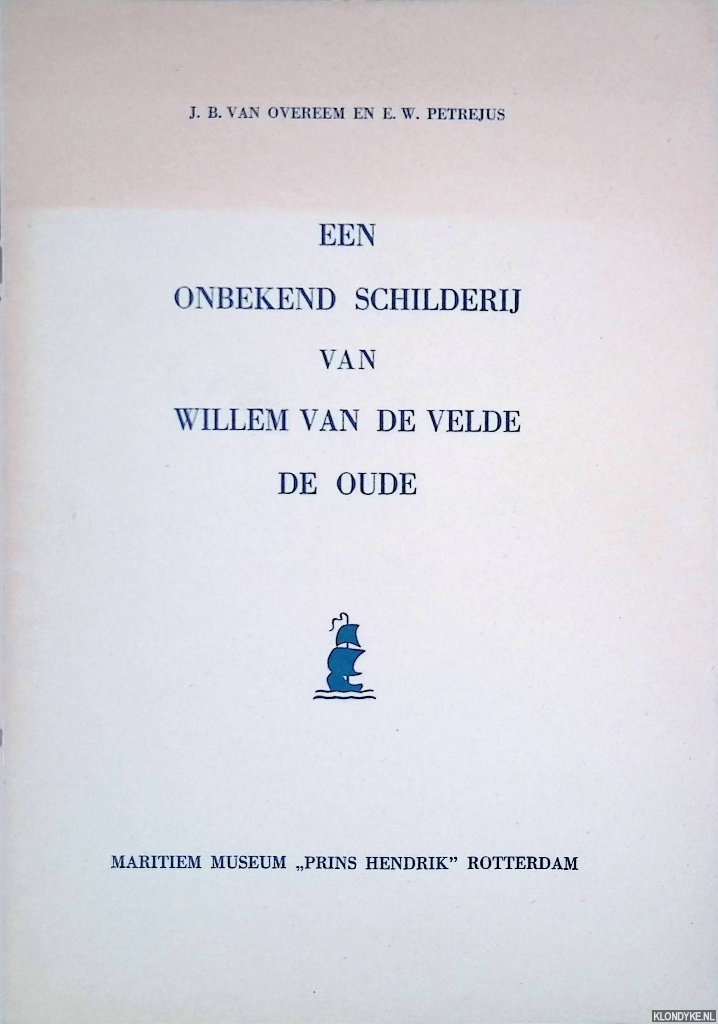 J. B. VAN OVEREEM EN E. W. PETREJUS
EEN
ONBEKEND SCHILDERIJ
VAN
WILLEM VAN DE VELDE
DE OUDE
MARITIEM MUSEUM „PRINS HENDRIK” ROTTERDAM
KLONDYKE.NL